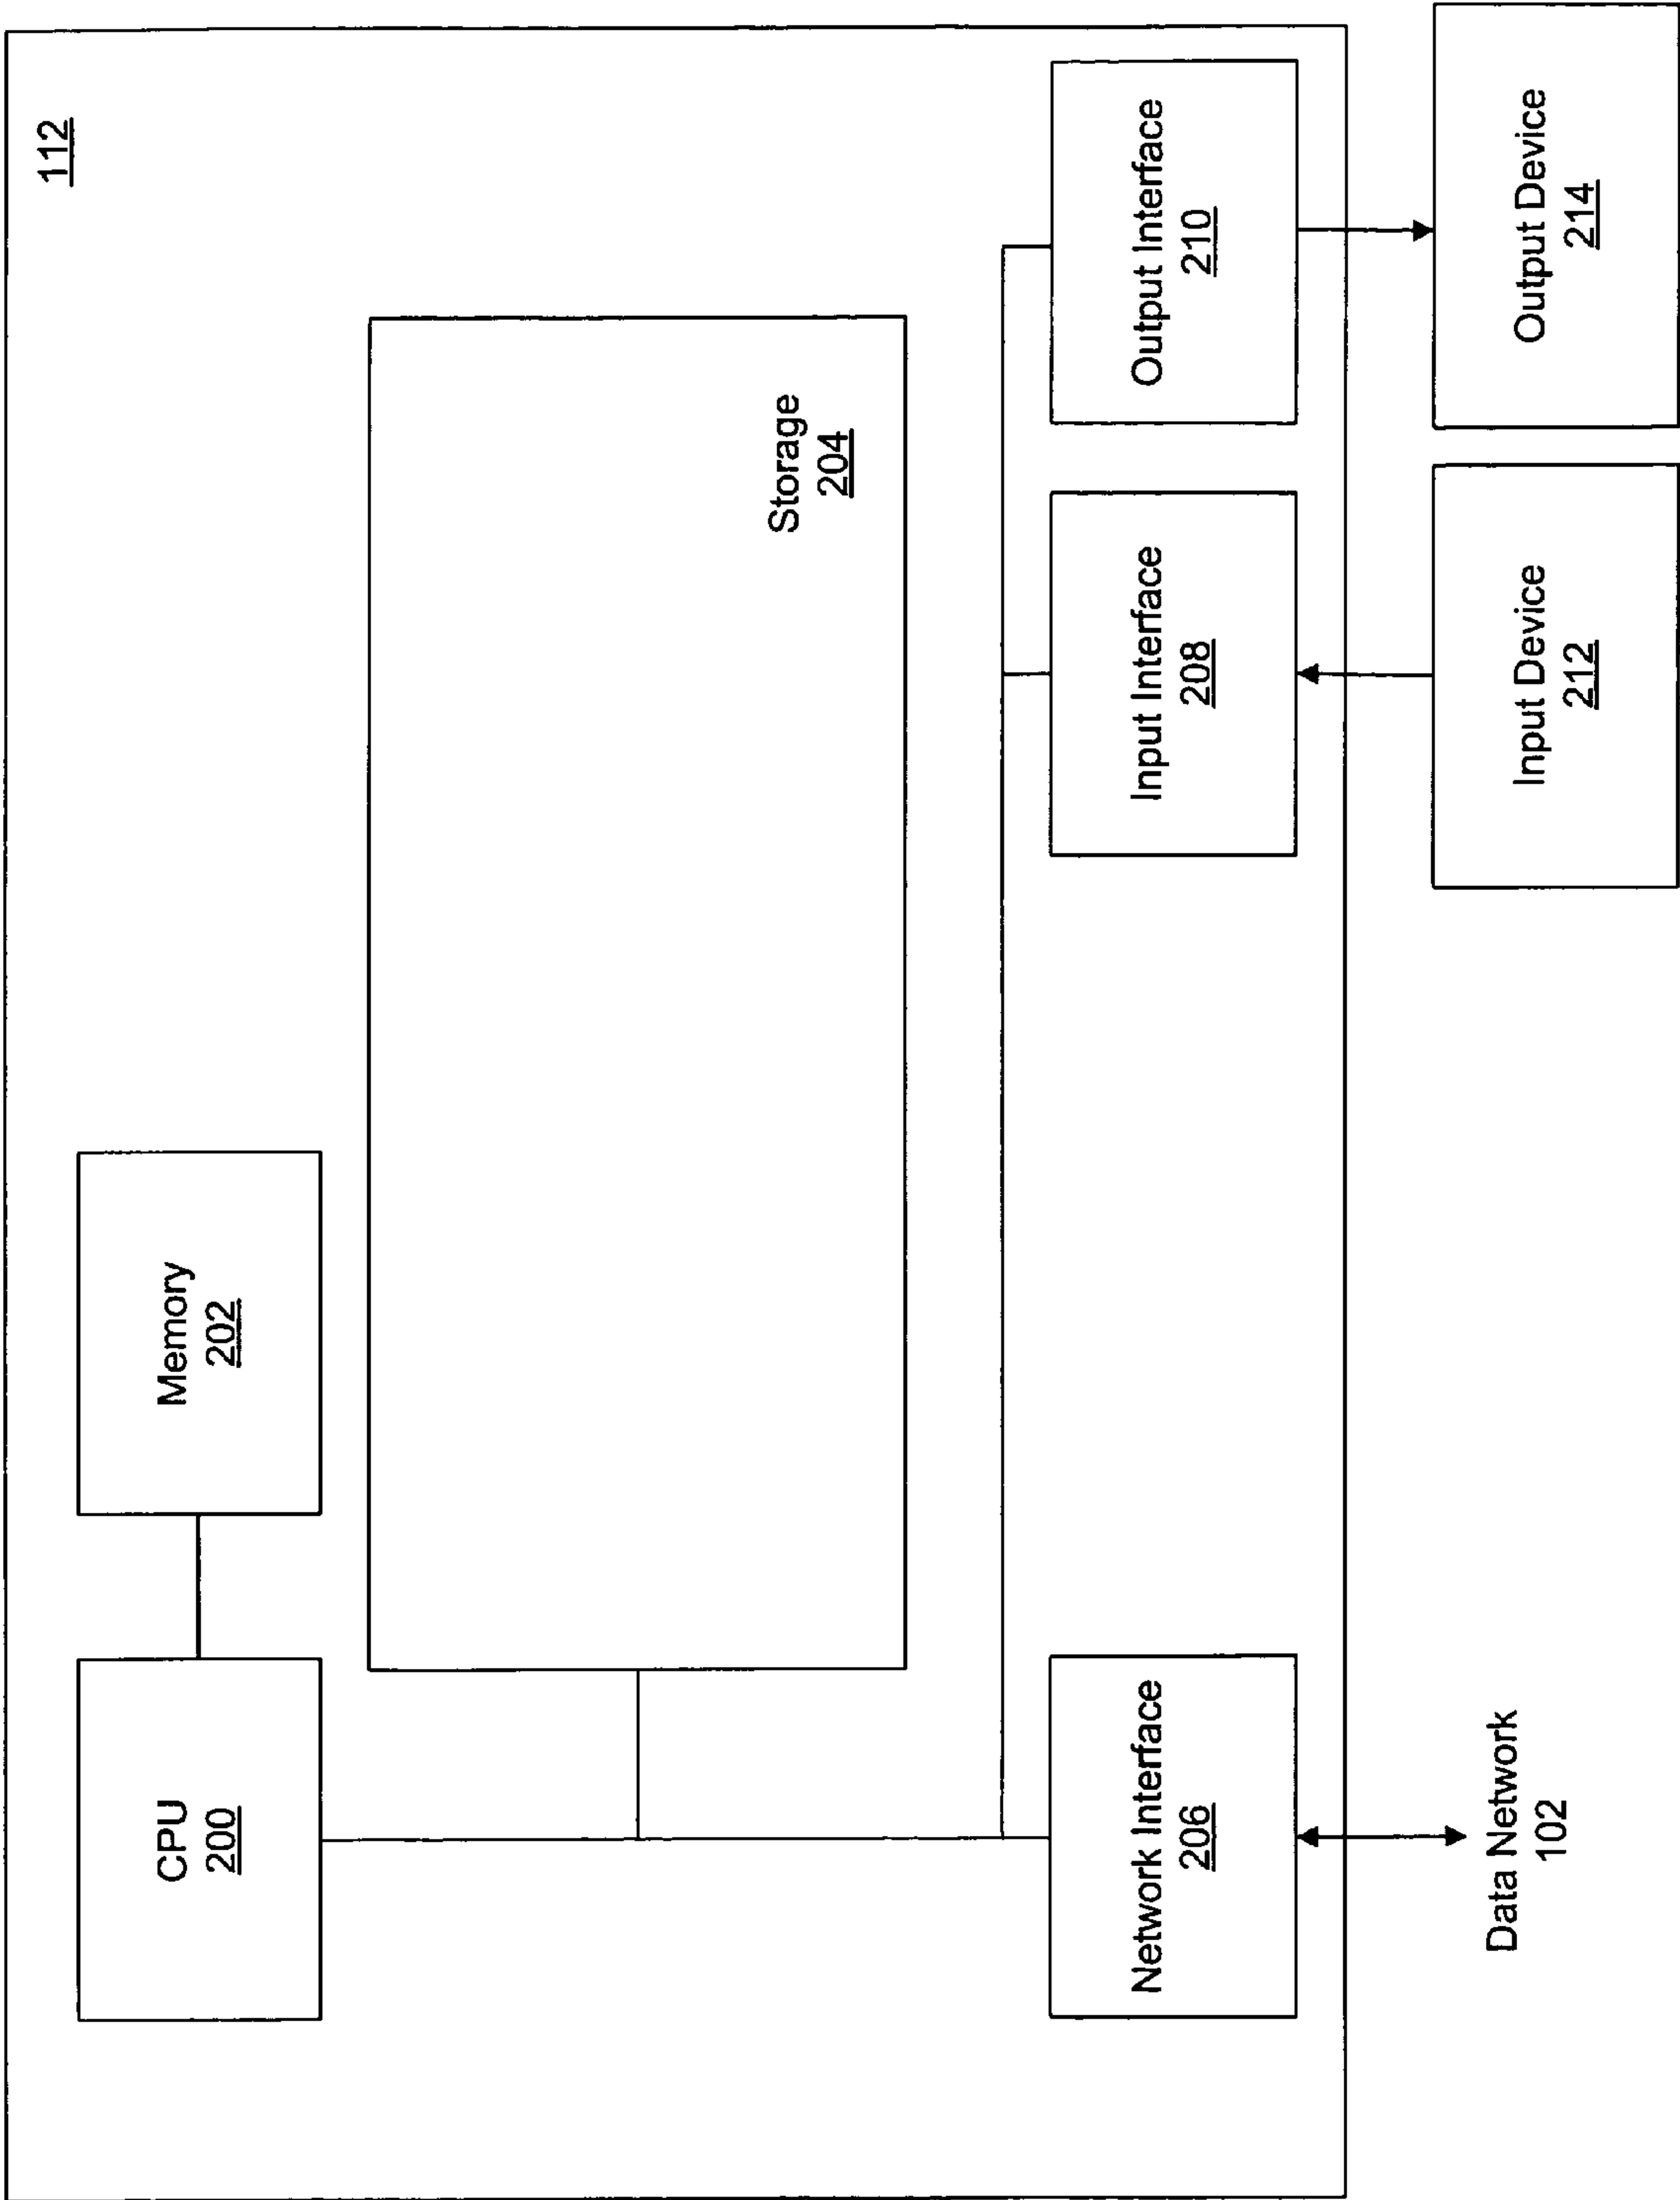 112
CPU
200
Memory
202
Storage
204
Network Interface
206
Input Interface
208
Output Interface
210
Data Network
102
Input Device
212
Output Device
214